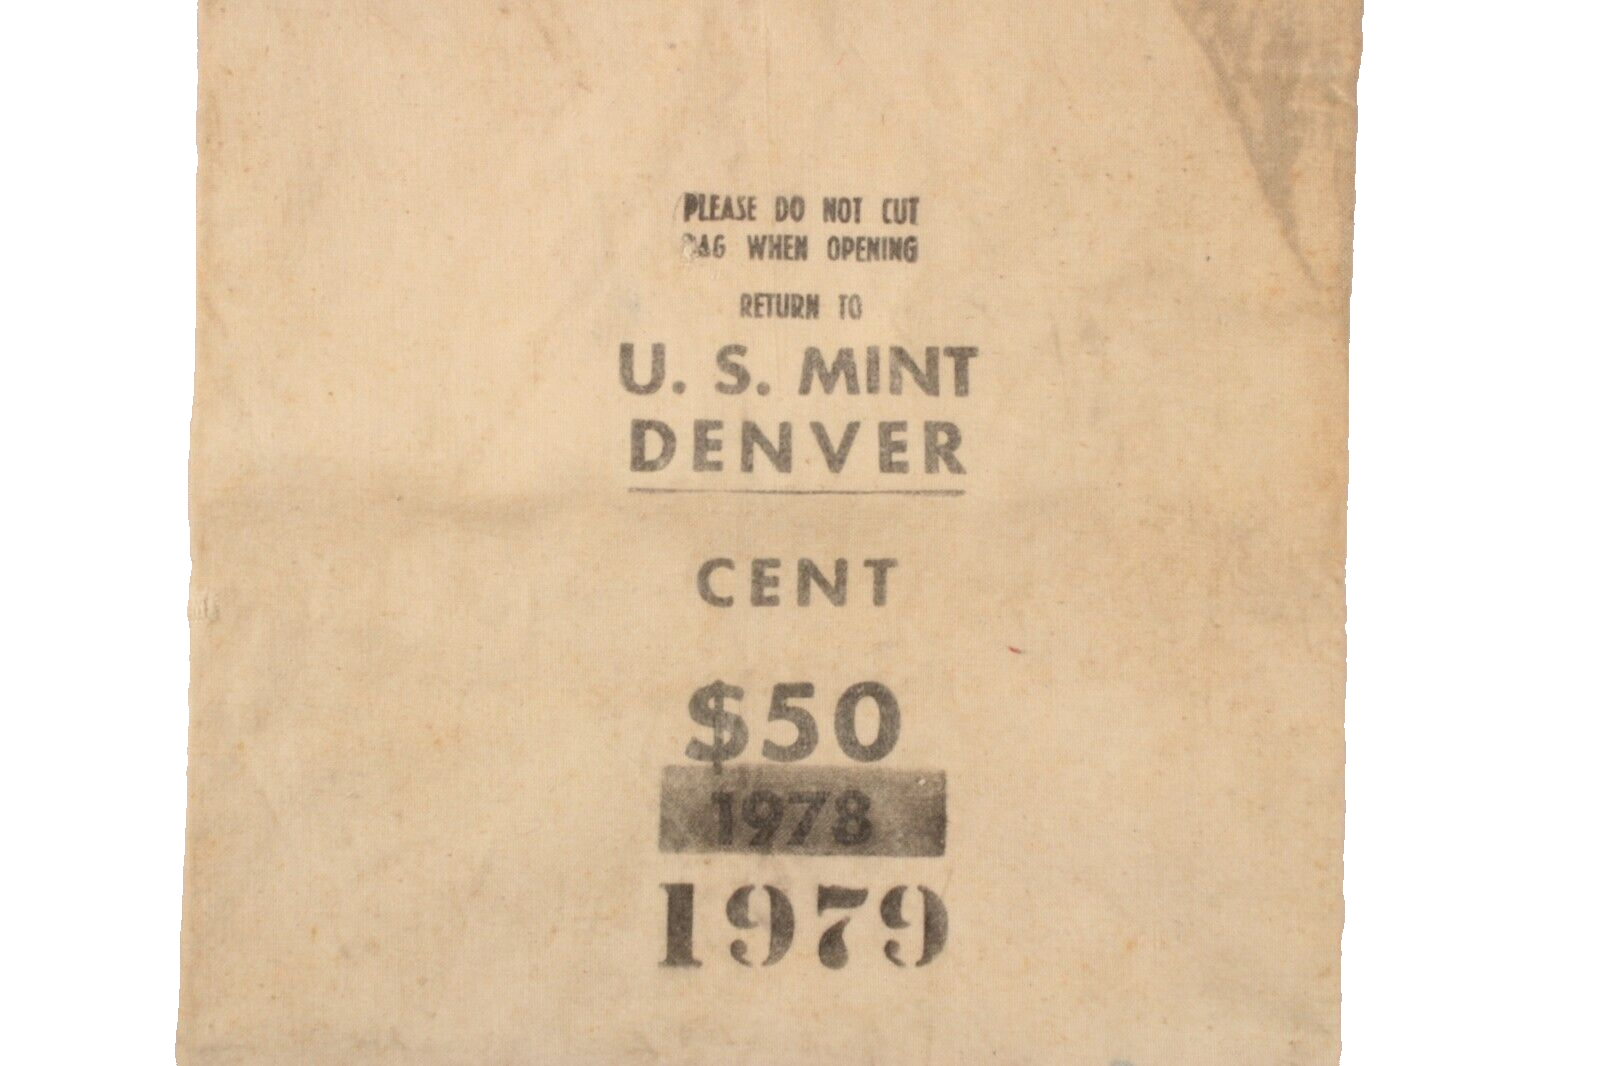 PLEASE DO NOT CUT
BAG WHEN OPENING
RETURN TO
U. S. MINT
DENVER
CENT
$50
1978
1979